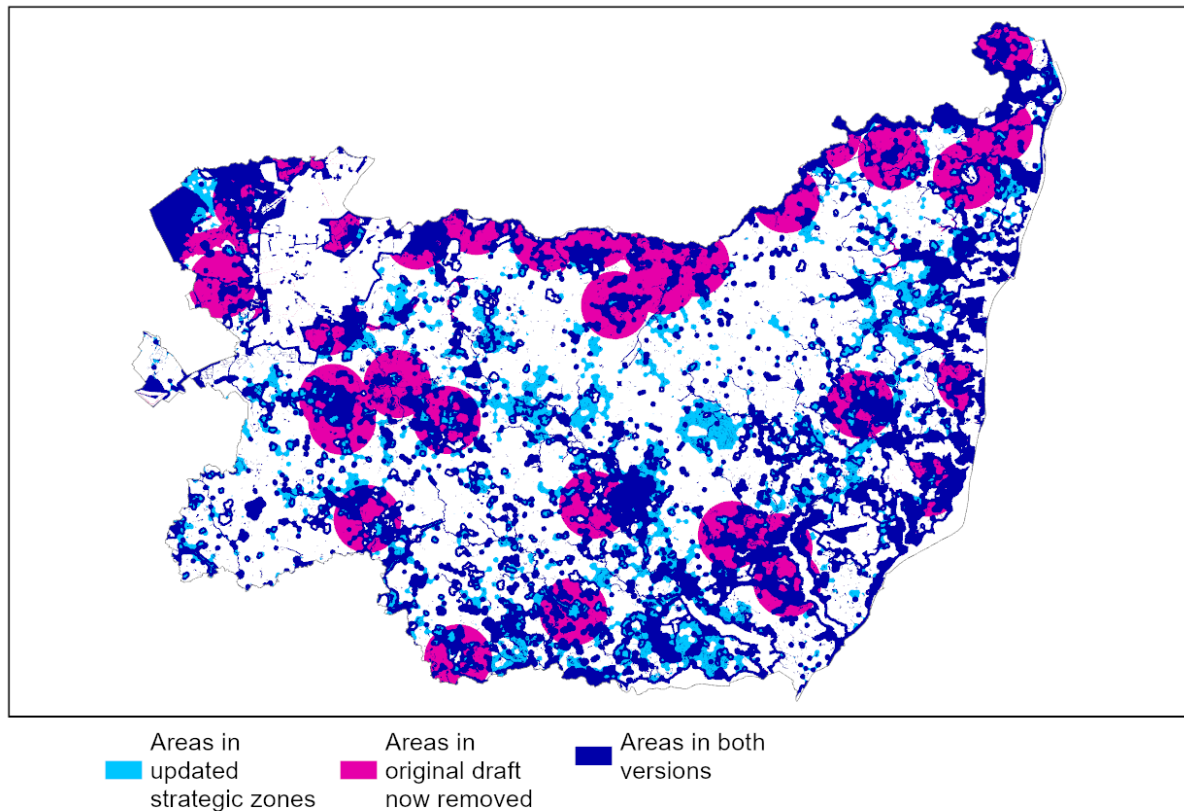 Areas in
updated
strategic zones
Areas in
original draft
now removed
Areas in both
versions